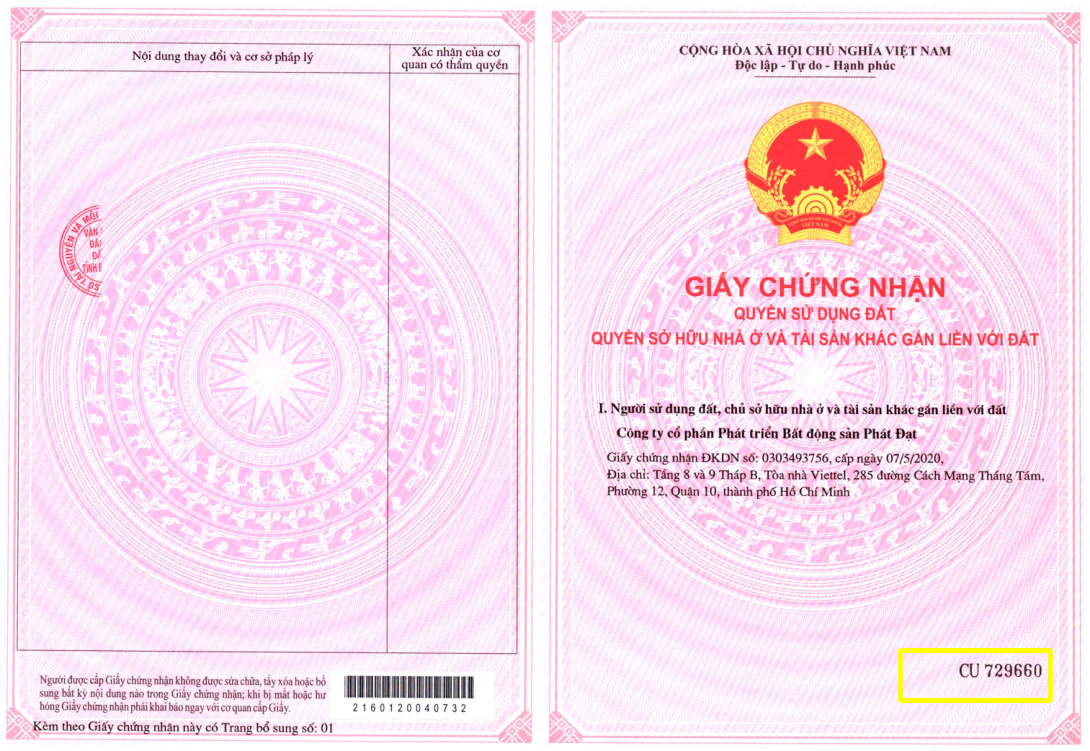 Nội dung thay đổi và cơ sở pháp lý
Xác nhận của cơ
quan có thẩm quyền
SỞ TÀI NGUYÊN VÀ MÔI
VĂN
ĐĂ
ĐẤ
TỈNH B
Người được cấp Giấy chứng nhận không được sửa chữa, tẩy xóa hoặc bổ
sung bất kỳ nội dung nào trong Giấy chứng nhận; khi bị mất hoặc hư
hỏng Giấy chứng nhận phải khai báo ngay với cơ quan cấp Giấy.
2160120040732
Kèm theo Giấy chứng nhận này có Trang bổ sung số: 01
CỘNG HÒA XÃ HỘI CHỦ NGHĨA VIỆT NAM
Độc lập - Tự do - Hạnh phúc
VIỆT NAM
GIẤY CHỨNG NHẬN
QUYỀN SỬ DỤNG ĐẤT
QUYỀN SỞ HỮU NHÀ Ở VÀ TÀI SẢN KHÁC GẮN LIỀN VỚI ĐẤT
I. Người sử dụng đất, chủ sở hữu nhà ở và tài sản khác gắn liền với đất
Công ty cổ phần Phát triển Bất động sản Phát Đạt
Giấy chứng nhận ĐKDN số: 0303493756, cấp ngày 07/5/2020,
Địa chỉ: Tầng 8 và 9 Tháp B, Tòa nhà Viettel, 285 đường Cách Mạng Tháng Tám,
Phường 12, Quận 10, thành phố Hồ Chí Minh
CU 729660